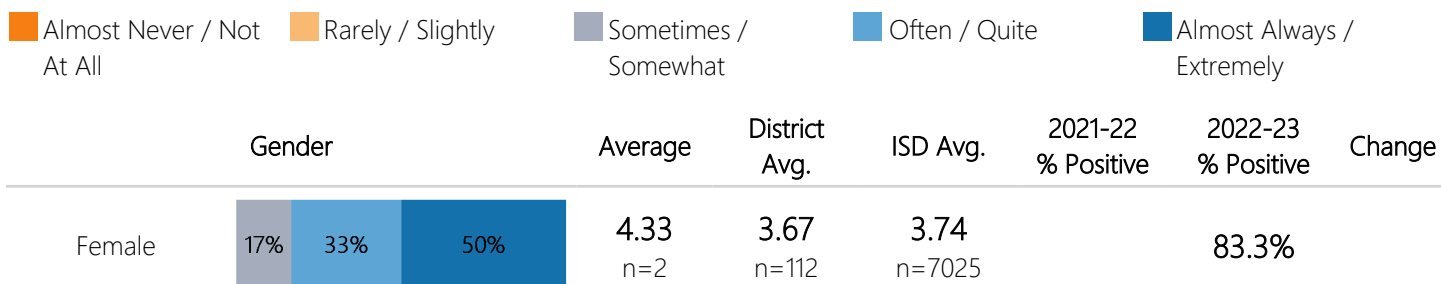 Almost Never / Not Rarely / Slightly Sometimes / Often / Quite Almost Always /
At All Somewhat Extremely
Gender Average District Avg. ISD Avg. 2021-22 % Positive 2022-23 % Positive Change
Female 17% 33% 50% 4.33 3.67 3.74 83.3%
n=2 n=112 n=7025